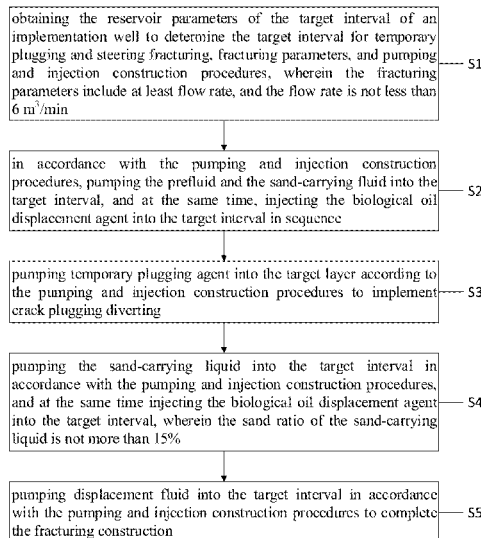 obtaining the reservoir parameters of the target interval of an
implementation well to determine the target interval for temporary
plugging and steering fracturing, fracturing parameters, and pumping
and injection construction procedures, wherein the fracturing
parameters include at least flow rate, and the flow rate is not less than
6 m³/min
S1
in accordance with the pumping and injection construction
procedures, pumping the prefluid and the sand-carrying fluid into the
target interval, and at the same time, injecting the biological oil
displacement agent into the target interval in sequence
S2
pumping temporary plugging agent into the target layer according to
the pumping and injection construction procedures to implement
crack plugging diverting
S3
pumping the sand-carrying liquid into the target interval in
accordance with the pumping and injection construction procedures,
and at the same time injecting the biological oil displacement agent
into the target interval, wherein the sand ratio of the sand-carrying
liquid is not more than 15%
S4
pumping displacement fluid into the target interval in accordance
with the pumping and injection construction procedures to complete
the fracturing construction
S5